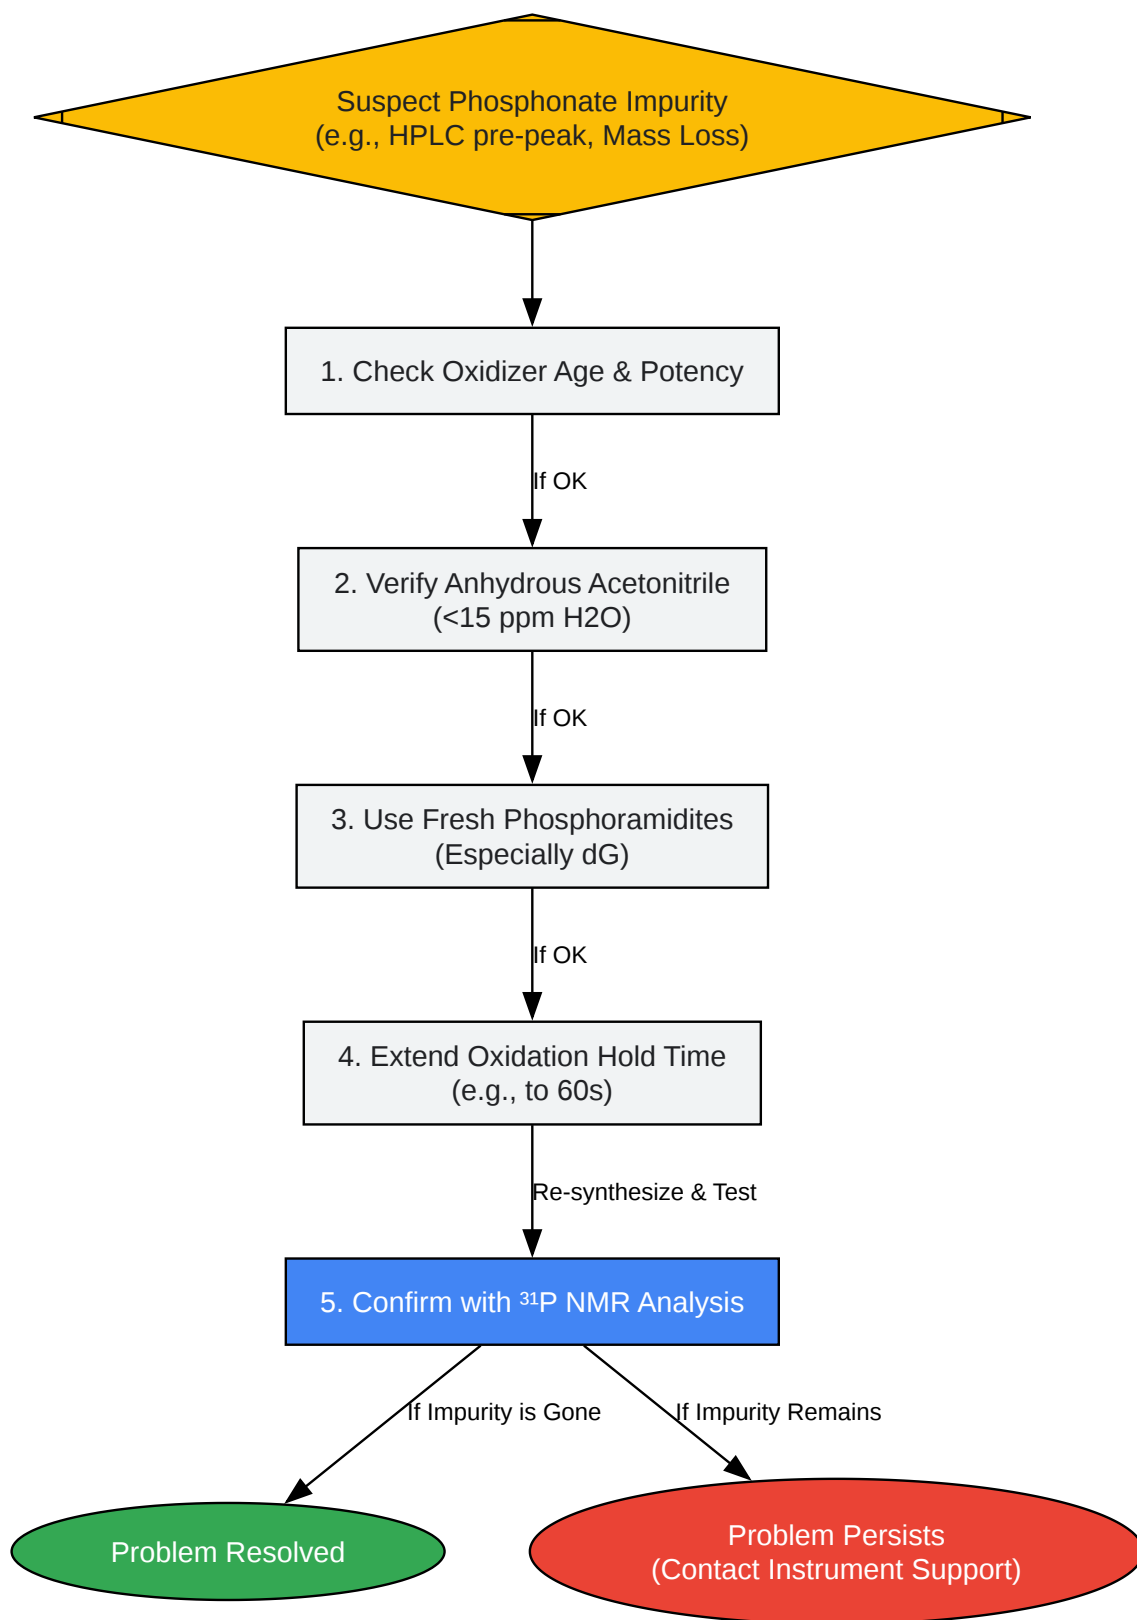 Suspect Phosphonate Impurity
(e.g., HPLC pre-peak, Mass Loss)
1. Check Oxidizer Age & Potency
If OK
2. Verify Anhydrous Acetonitrile
(<15 ppm H2O)
If OK
3. Use Fresh Phosphoramidites
(Especially dG)
If OK
4. Extend Oxidation Hold Time
(e.g., to 60s)
Re-synthesize & Test
5. Confirm with ³¹P NMR Analysis
If Impurity is Gone
If Impurity Remains
Problem Resolved
Problem Persists
(Contact Instrument Support)